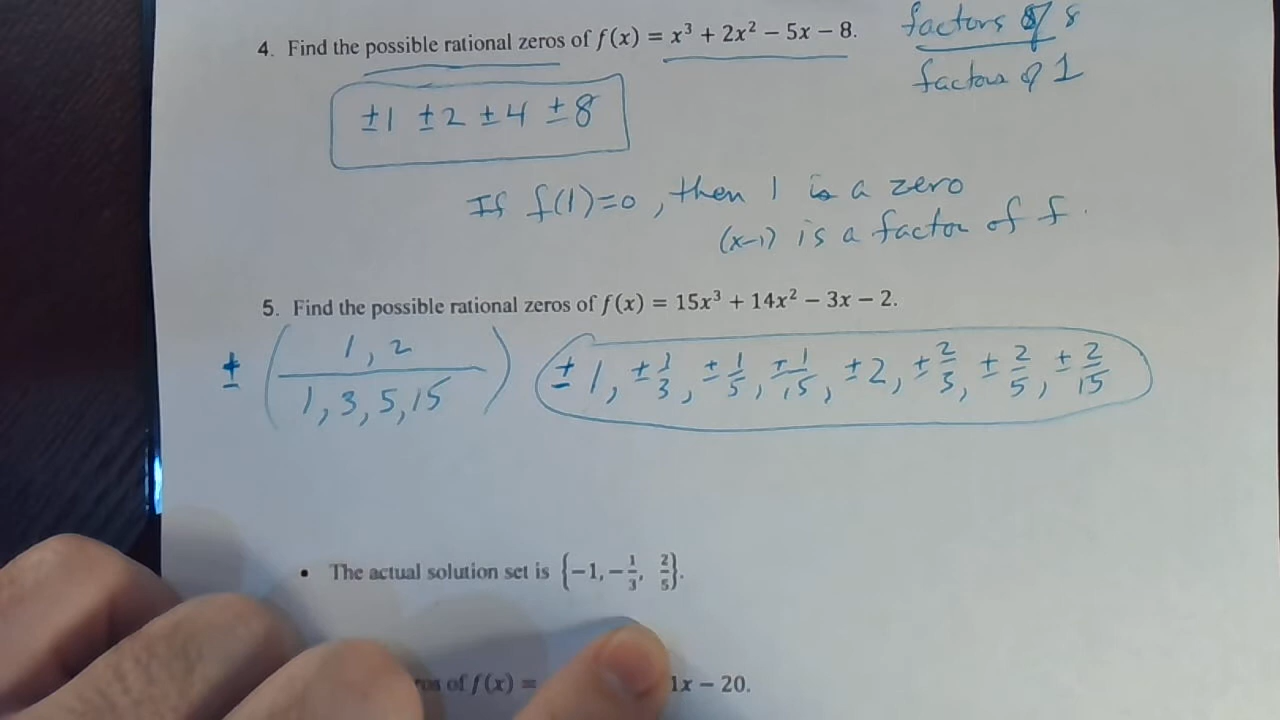 4. Find the possible rational zeros of f(x) = x³ + 2x² − 5x − 8.
factors of 8
factors of 1
±1 ±2 ±4 ±8
If f(1)=0, then 1 is a zero
(x-1) is a factor of f.
5. Find the possible rational zeros of f(x) = 15x³ + 14x² − 3x − 2.
± (1, 2 / 1, 3, 5, 15) ±1, ±1/3, ±1/5, ±1/15, ±2, ±2/3, ±2/5, ±2/15
• The actual solution set is {−1, −1/3, 2/5}.
of f(x) = 1x − 20.